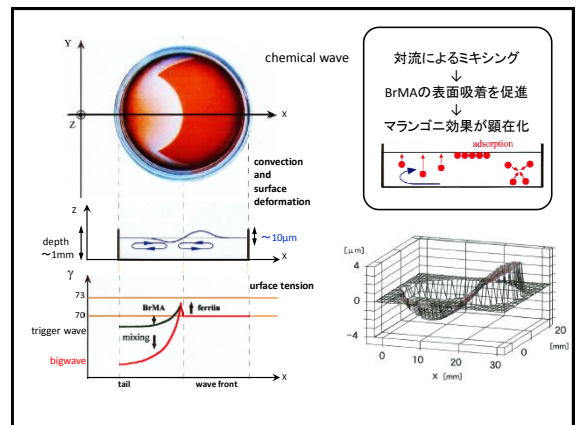 Y
chemical wave
X
Z
対流によるミキシング
↓
BrMAの表面吸着を促進
↓
マランゴニ効果が顕在化
adsorption
convection
and
surface
deformation
Z
depth
~1mm
~10μm
X
γ
urface tension
73
70
BrMA
ferriin
trigger wave
mixing
bigwave
X
tail
wave front
[μm]
4
0
-4
0
10
20
30
X [mm]
0
20
[mm]